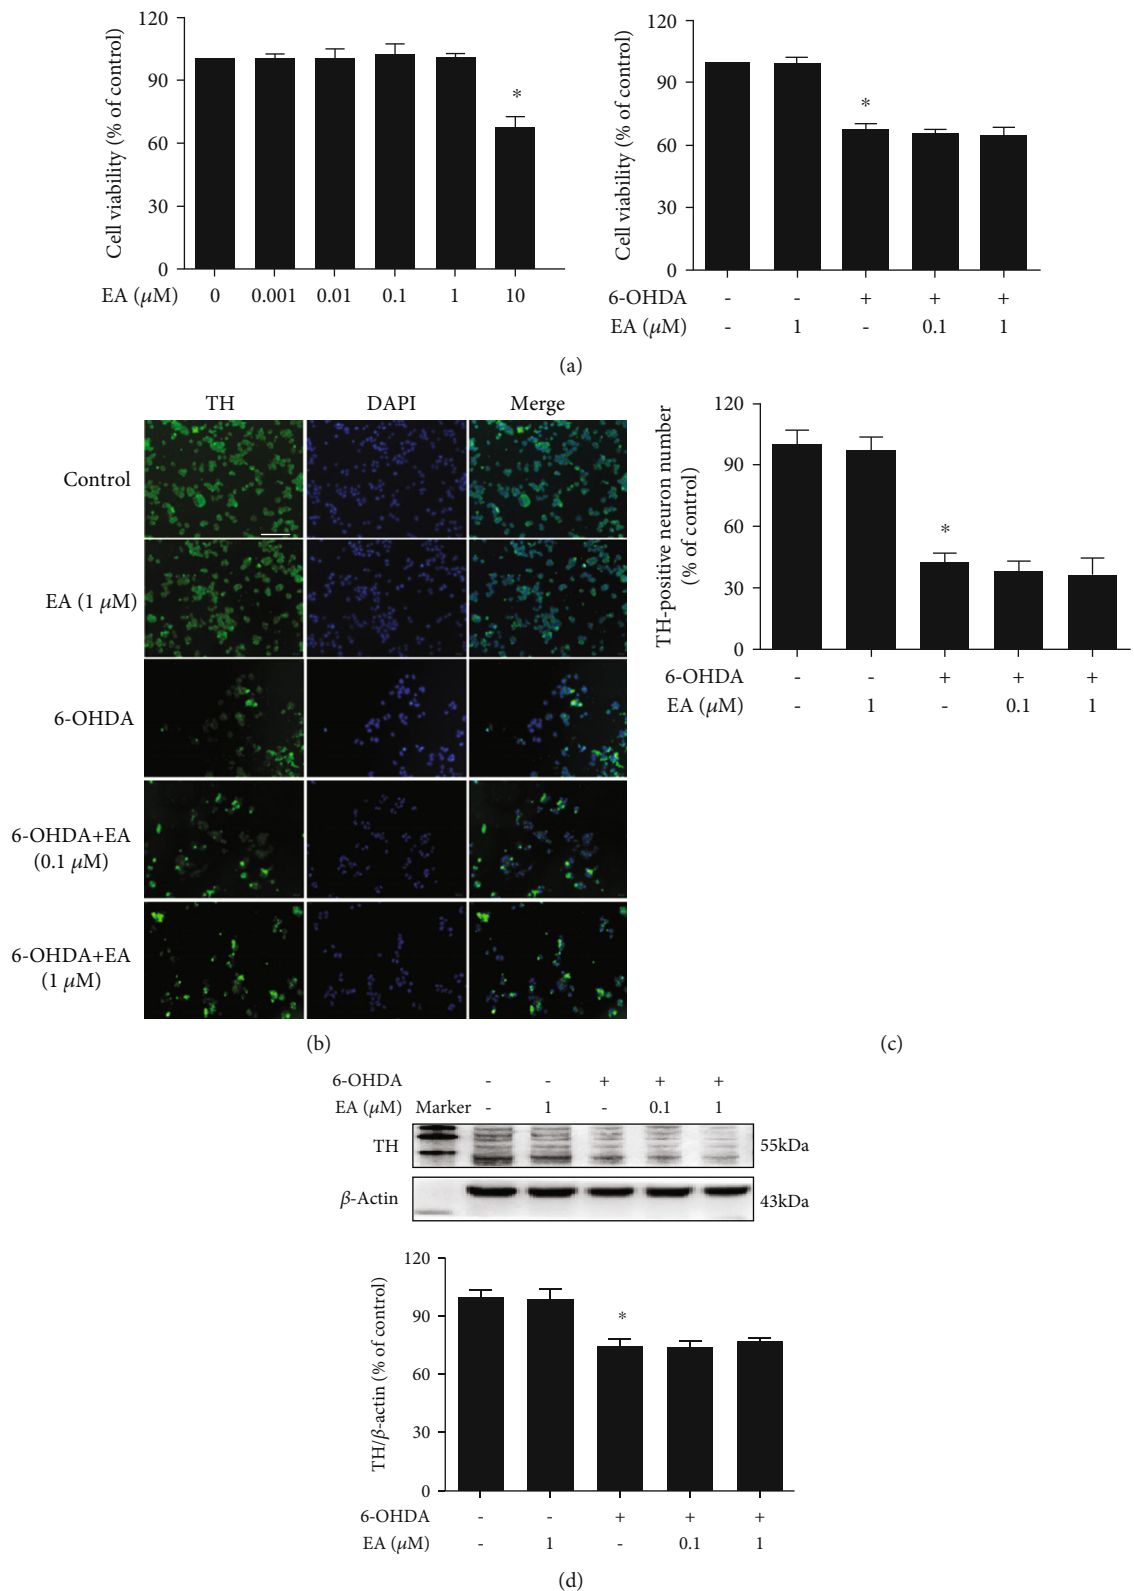 120
90
60
30
0
Cell viability (% of control)
*
EA (μM) 0 0.001 0.01 0.1 1 10
120
90
60
30
0
Cell viability (% of control)
*
6-OHDA - - + + +
EA (μM) - 1 - 0.1 1
(a)
TH DAPI Merge
Control
EA (1 μM)
6-OHDA
6-OHDA+EA
(0.1 μM)
6-OHDA+EA
(1 μM)
(b)
120
90
60
30
0
TH-positive neuron number
(% of control)
*
6-OHDA - - + + +
EA (μM) - 1 - 0.1 1
(c)
6-OHDA - - + + +
EA (μM) Marker - 1 - 0.1 1
TH 55kDa
β-Actin 43kDa
120
90
60
30
0
TH/β-actin (% of control)
*
6-OHDA - - + + +
EA (μM) - 1 - 0.1 1
(d)